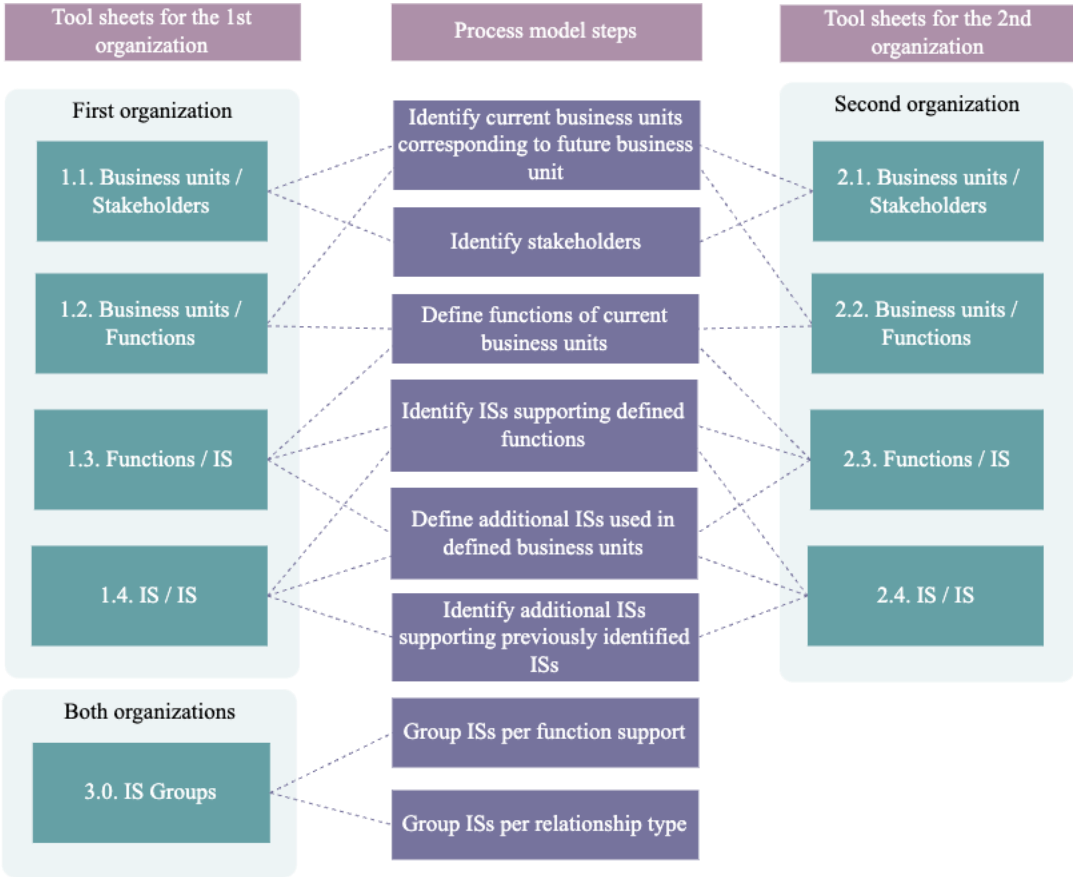 Tool sheets for the 1st
organization
Process model steps
Tool sheets for the 2nd
organization
First organization
1.1. Business units /
Stakeholders
1.2. Business units /
Functions
1.3. Functions / IS
1.4. IS / IS
Both organizations
3.0. IS Groups
Identify current business units
corresponding to future business
unit
Identify stakeholders
Define functions of current
business units
Identify ISs supporting defined
functions
Define additional ISs used in
defined business units
Identify additional ISs
supporting previously identified
ISs
Group ISs per function support
Group ISs per relationship type
Second organization
2.1. Business units /
Stakeholders
2.2. Business units /
Functions
2.3. Functions / IS
2.4. IS / IS